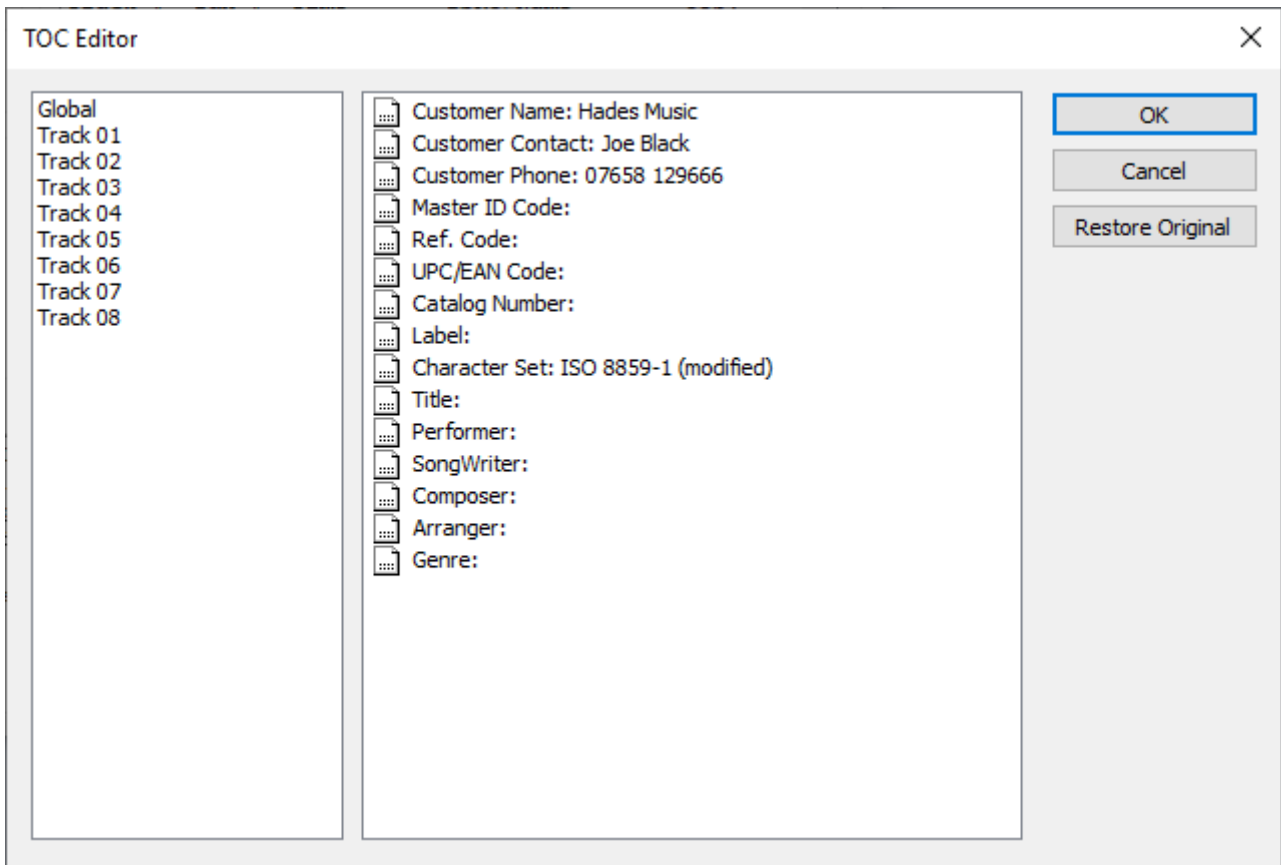 TOC Editor
Global
Track 01
Track 02
Track 03
Track 04
Track 05
Track 06
Track 07
Track 08
Customer Name: Hades Music
Customer Contact: Joe Black
Customer Phone: 07658 129666
Master ID Code:
Ref. Code:
UPC/EAN Code:
Catalog Number:
Label:
Character Set: ISO 8859-1 (modified)
Title:
Performer:
SongWriter:
Composer:
Arranger:
Genre:
OK
Cancel
Restore Original